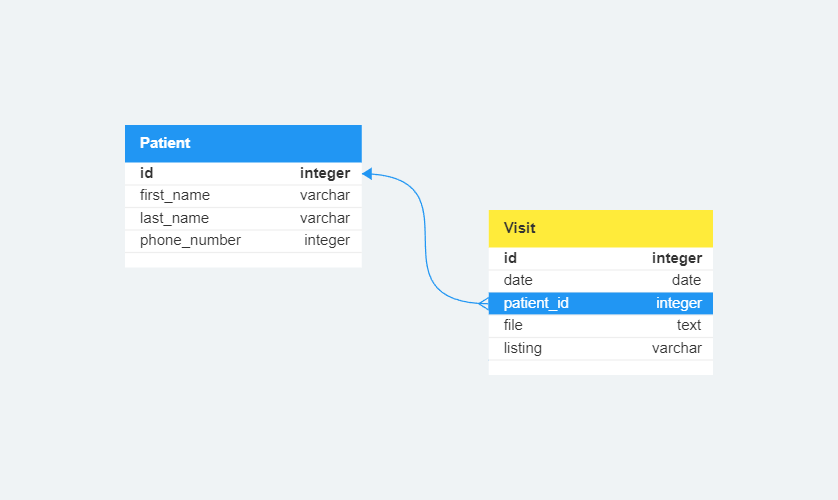 Patient
id integer
first_name varchar
last_name varchar
phone_number integer
Visit
id integer
date date
patient_id integer
file text
listing varchar